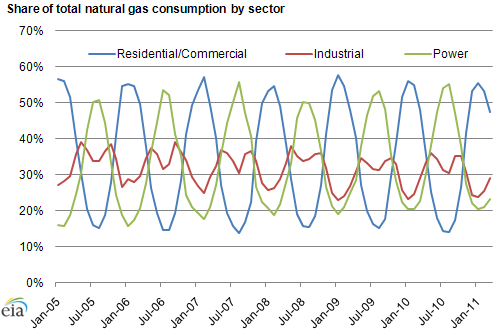 Share of total natural gas consumption by sector
70%
60%
50%
40%
30%
20%
10%
0%
Residential/Commercial
Industrial
Power
Jan-05
Jul-05
Jan-06
Jul-06
Jan-07
Jul-07
Jan-08
Jul-08
Jan-09
Jul-09
Jan-10
Jul-10
Jan-11
eia